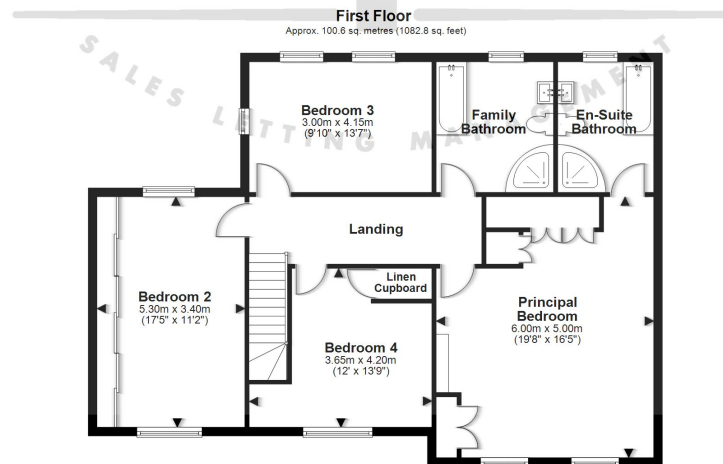 First Floor
Approx. 100.6 sq. metres (1082.8 sq. feet)
SALES LETTING MANAGEMENT
Bedroom 3
3.00m x 4.15m
(9'10" x 13'7")
Family
Bathroom
En-Suite
Bathroom
Landing
Linen
Cupboard
Bedroom 2
5.30m x 3.40m
(17'5" x 11'2")
Principal
Bedroom
6.00m x 5.00m
(19'8" x 16'5")
Bedroom 4
3.65m x 4.20m
(12' x 13'9")